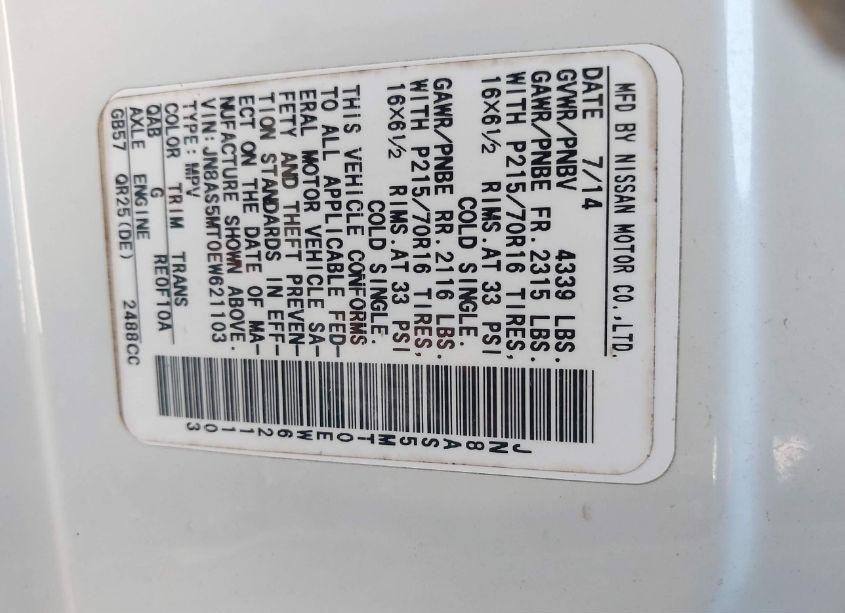 MFD BY NISSAN MOTOR CO.,LTD.
DATE 7/14
GVWR/PNBV 4339 LBS.
GAWR/PNBE FR. 2315 LBS.
WITH P215/70R16 TIRES,
16X6½ RIMS.AT 33 PSI
COLD SINGLE.
GAWR/PNBE RR. 2116 LBS.
WITH P215/70R16 TIRES,
16X6½ RIMS.AT 33 PSI
COLD SINGLE.
THIS VEHICLE CONFORMS
TO ALL APPLICABLE FED-
ERAL MOTOR VEHICLE SA-
FETY AND THEFT PREVEN-
TION STANDARDS IN EFF-
ECT ON THE DATE OF MA-
NUFACTURE SHOWN ABOVE.
VIN:JN8AS5MT0EW621103
TYPE:MPV
COLOR TRIM TRANS
QAB G RE0F10A
AXLE ENGINE
GB57 QR25(DE) 2488CC
JN8AS5MT0EW621103